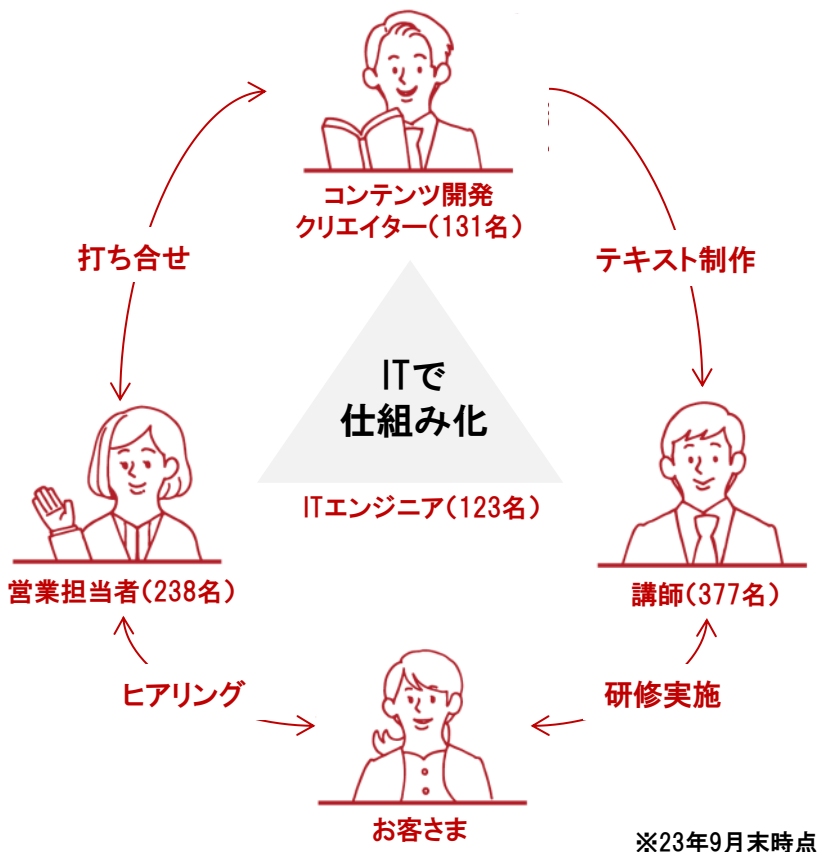 コンテンツ開発
クリエイター(131名)
打ち合せ
テキスト制作
ITで
仕組み化
ITエンジニア(123名)
営業担当者(238名)
講師(377名)
ヒアリング
研修実施
お客さま
※23年9月末時点